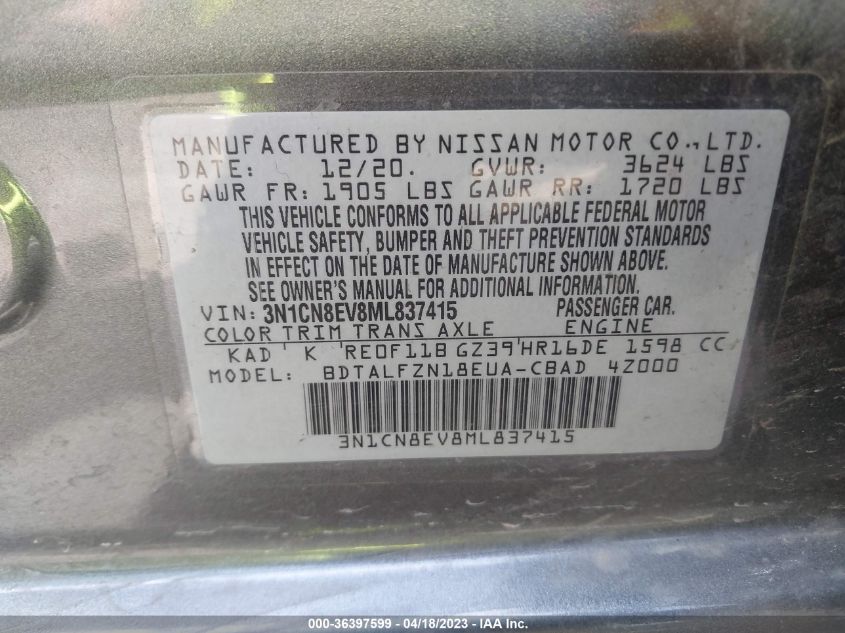 MANUFACTURED BY NISSAN MOTOR CO., LTD.
DATE: 12/20. GVWR: 3624 LBS
GAWR FR: 1905 LBS GAWR RR: 1720 LBS
THIS VEHICLE CONFORMS TO ALL APPLICABLE FEDERAL MOTOR
VEHICLE SAFETY, BUMPER AND THEFT PREVENTION STANDARDS
IN EFFECT ON THE DATE OF MANUFACTURE SHOWN ABOVE.
SEE OWNER'S MANUAL FOR ADDITIONAL INFORMATION.
VIN: 3N1CN8EV8ML837415 PASSENGER CAR.
COLOR TRIM TRANS AXLE ENGINE
KAD K RE0F11B GZ39 HR16DE 1598 CC
MODEL: BDTALFZN18EUA-CBAD 4Z000
3N1CN8EV8ML837415
000-36397599 - 04/18/2023 - IAA Inc.